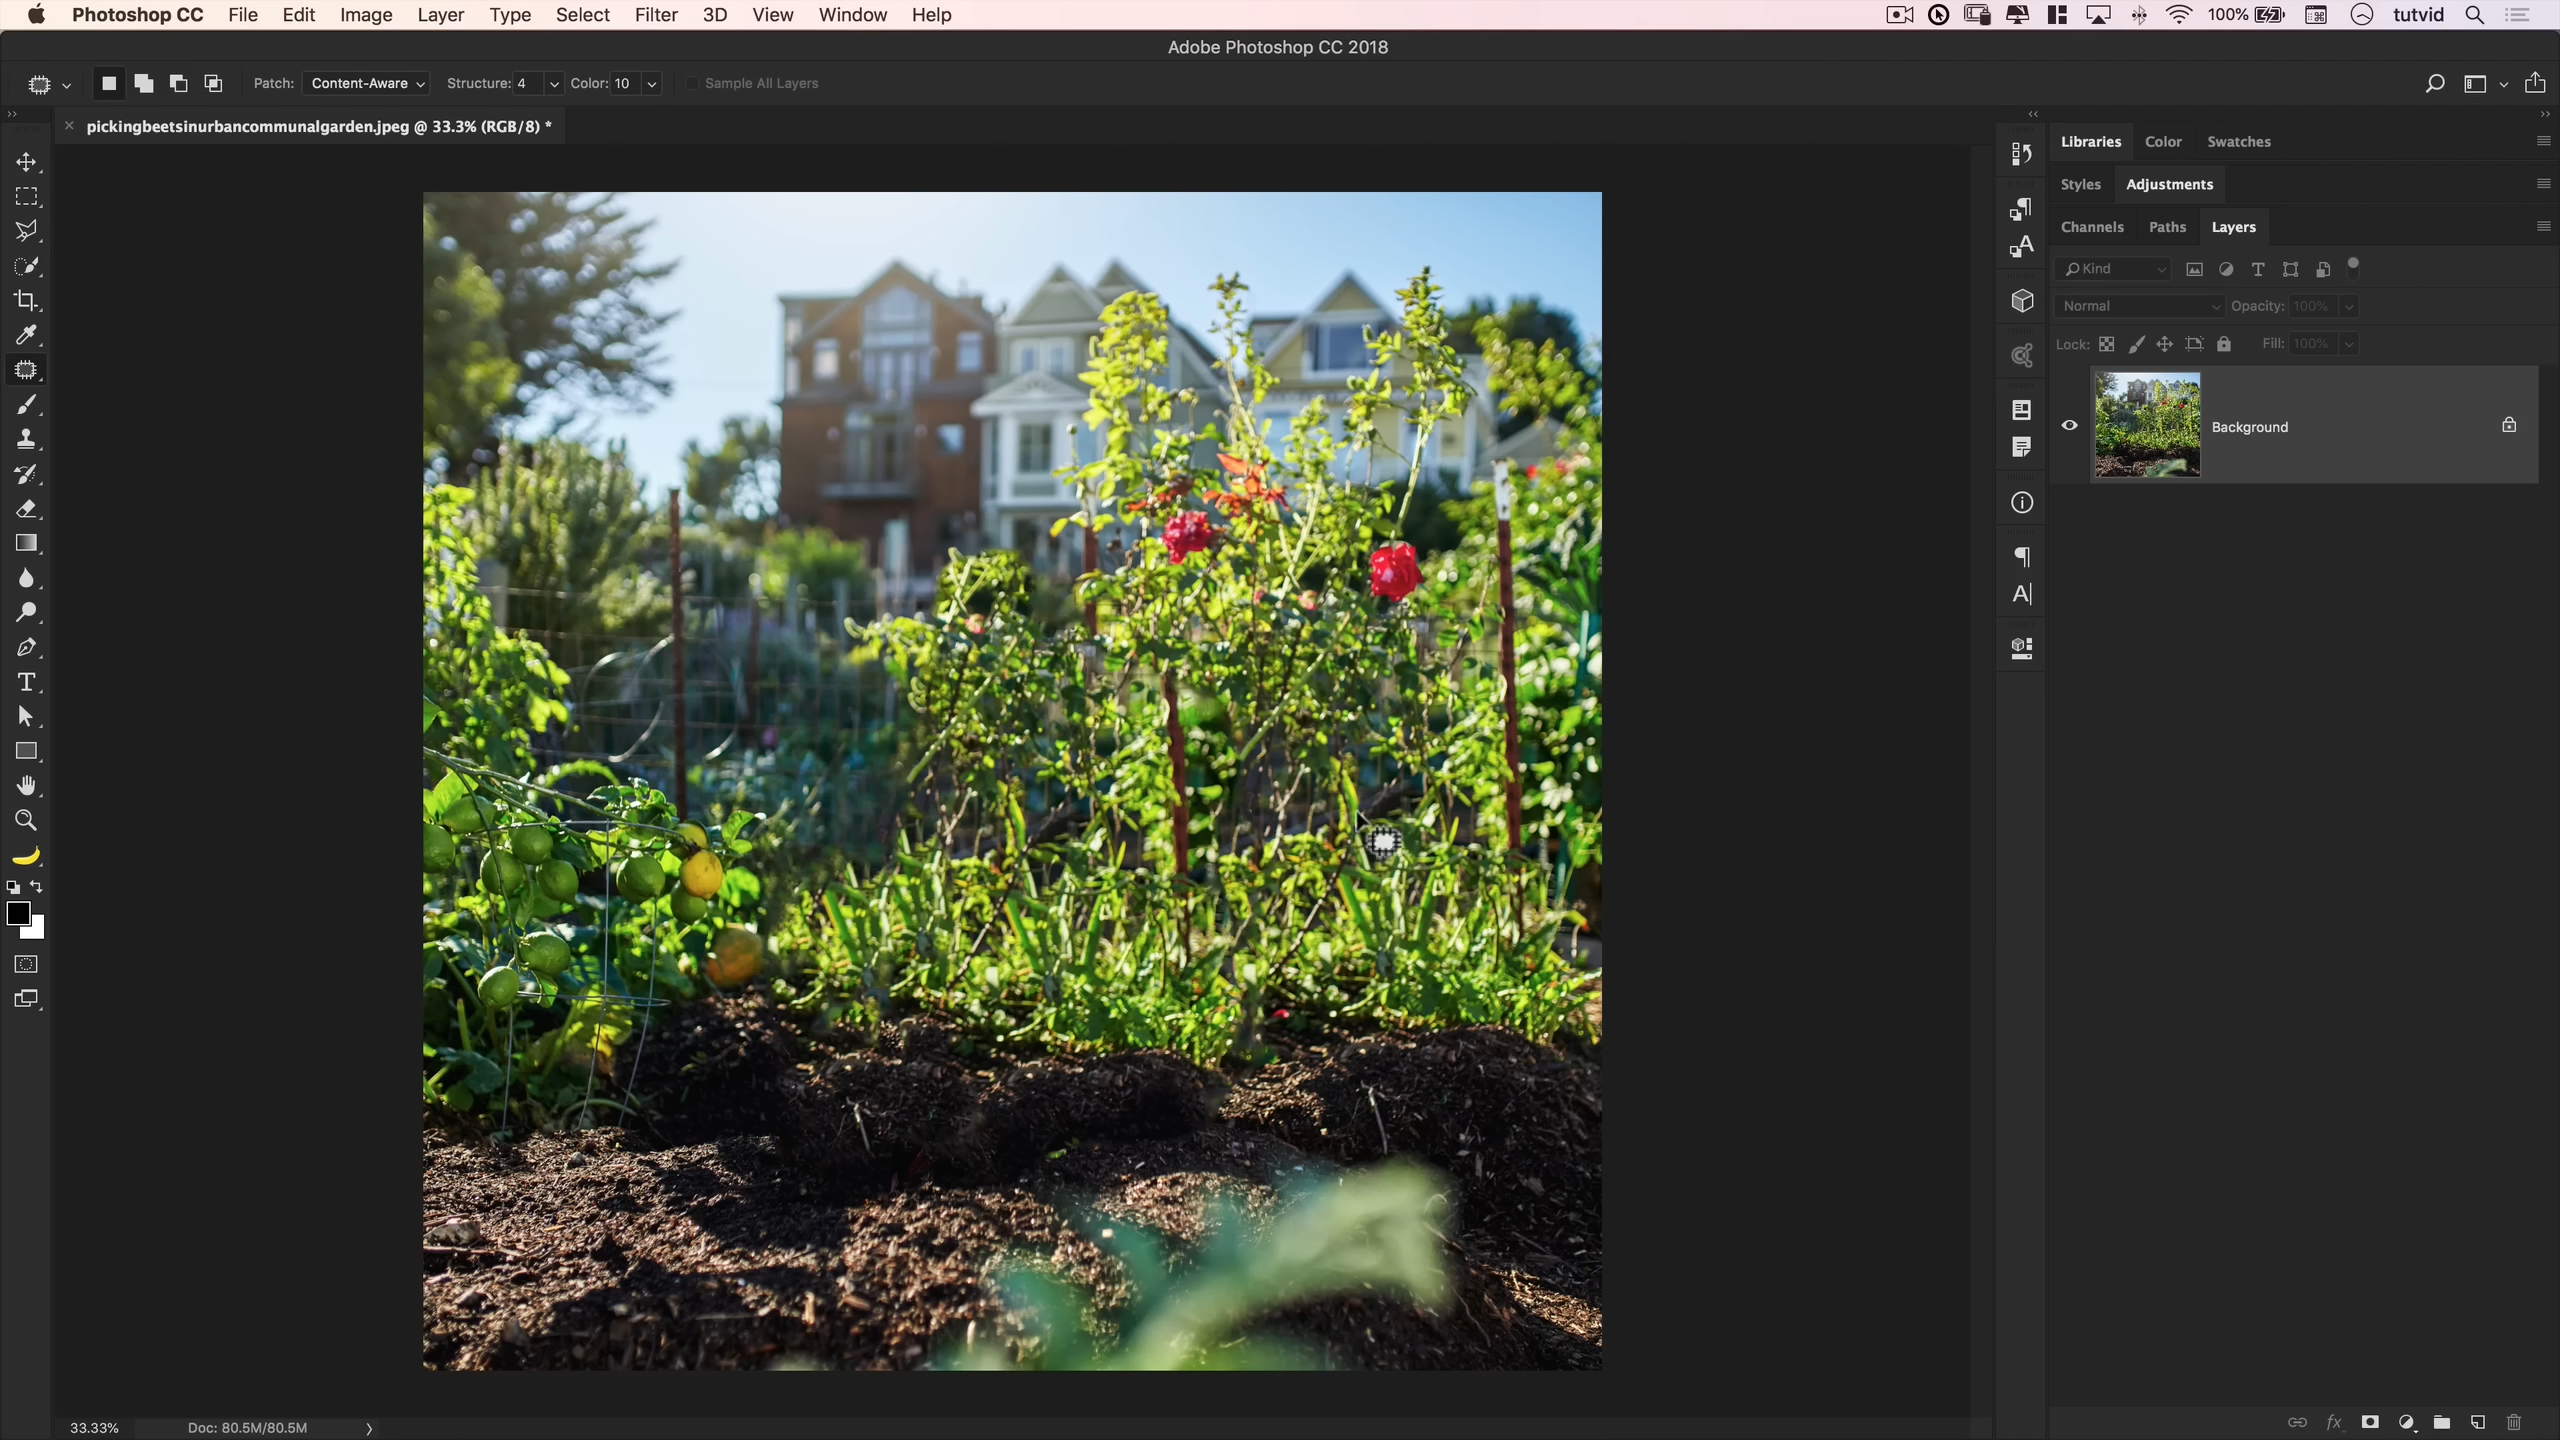 Photoshop CC File Edit Image Layer Type Select Filter 3D View Window Help 100% tutvid
Adobe Photoshop CC 2018
Patch: Content-Aware Structure: 4 Color: 10 Sample All Layers
pickingbeetsinurbancommunalgarden.jpeg @ 33.3% (RGB/8) *
Libraries Color Swatches
Styles Adjustments
Channels Paths Layers
Kind
Normal Opacity: 100%
Lock: Fill: 100%
Background
33.33% Doc: 80.5M/80.5M